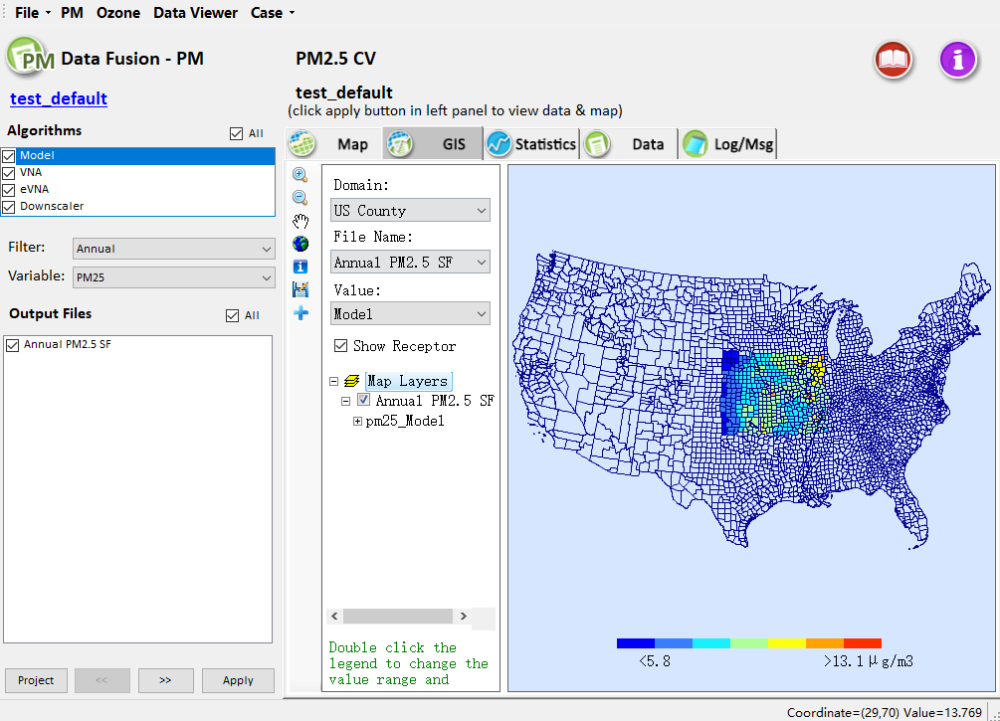 File PM Ozone Data Viewer Case
PM Data Fusion - PM
PM2.5 CV
test_default
test_default
(click apply button in left panel to view data & map)
Algorithms
All
Model
VNA
eVNA
Downscaler
Filter: Annual
Variable: PM25
Output Files
All
Annual PM2.5 SF
Project
<<
>>
Apply
Map
GIS
Statistics
Data
Log/Msg
Domain:
US County
File Name:
Annual PM2.5 SF
Value:
Model
Show Receptor
Map Layers
Annual PM2.5 SF
pm25_Model
Double click the
legend to change the
value range and
<5.8
>13.1μg/m3
Coordinate=(29,70) Value=13.769